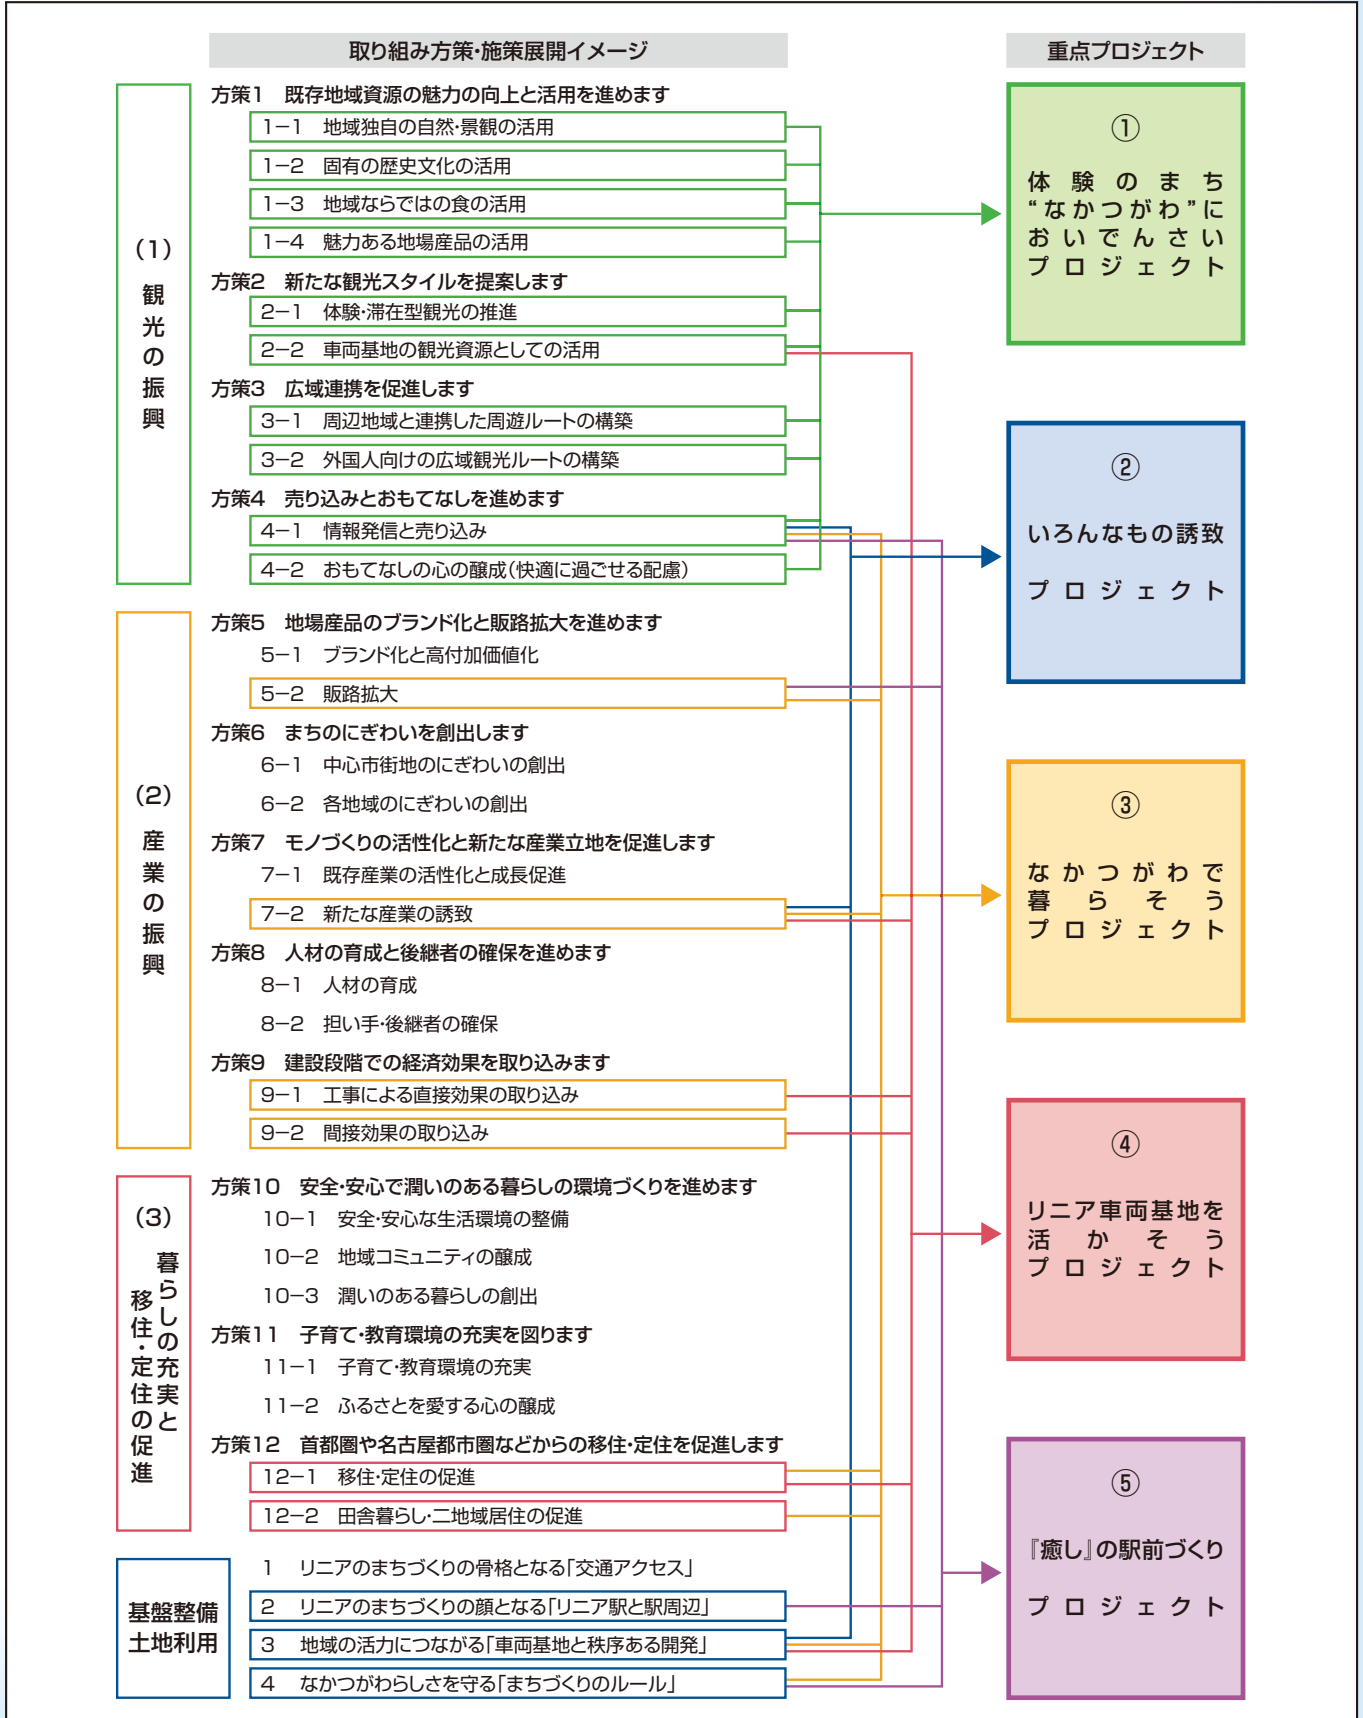 取り組み方策・施策展開イメージ
重点プロジェクト
(1)観光の振興
方策1 既存地域資源の魅力の向上と活用を進めます
1-1 地域独自の自然・景観の活用
1-2 固有の歴史文化の活用
1-3 地域ならではの食の活用
1-4 魅力ある地場産品の活用
方策2 新たな観光スタイルを提案します
2-1 体験・滞在型観光の推進
2-2 車両基地の観光資源としての活用
方策3 広域連携を促進します
3-1 周辺地域と連携した周遊ルートの構築
3-2 外国人向けの広域観光ルートの構築
方策4 売り込みとおもてなしを進めます
4-1 情報発信と売り込み
4-2 おもてなしの心の醸成(快適に過ごせる配慮)
(2)産業の振興
方策5 地場産品のブランド化と販路拡大を進めます
5-1 ブランド化と高付加価値化
5-2 販路拡大
方策6 まちのにぎわいを創出します
6-1 中心市街地のにぎわいの創出
6-2 各地域のにぎわいの創出
方策7 モノづくりの活性化と新たな産業立地を促進します
7-1 既存産業の活性化と成長促進
7-2 新たな産業の誘致
方策8 人材の育成と後継者の確保を進めます
8-1 人材の育成
8-2 担い手・後継者の確保
方策9 建設段階での経済効果を取り込みます
9-1 工事による直接効果の取り込み
9-2 間接効果の取り込み
(3)暮らしの充実と
移住・定住の促進
方策10 安全・安心で潤いのある暮らしの環境づくりを進めます
10-1 安全・安心な生活環境の整備
10-2 地域コミュニティの醸成
10-3 潤いのある暮らしの創出
方策11 子育て・教育環境の充実を図ります
11-1 子育て・教育環境の充実
11-2 ふるさとを愛する心の醸成
方策12 首都圏や名古屋都市圏などからの移住・定住を促進します
12-1 移住・定住の促進
12-2 田舎暮らし・二地域居住の促進
基盤整備
土地利用
1 リニアのまちづくりの骨格となる「交通アクセス」
2 リニアのまちづくりの顔となる「リニア駅と駅周辺」
3 地域の活力につながる「車両基地と秩序ある開発」
4 なかつがわらしさを守る「まちづくりのルール」
①
体験のまち
“なかつがわ”に
おいでんさい
プロジェクト
②
いろんなもの誘致
プロジェクト
③
なかつがわで
暮らそう
プロジェクト
④
リニア車両基地を
活かそう
プロジェクト
⑤
『癒し』の駅前づくり
プロジェクト